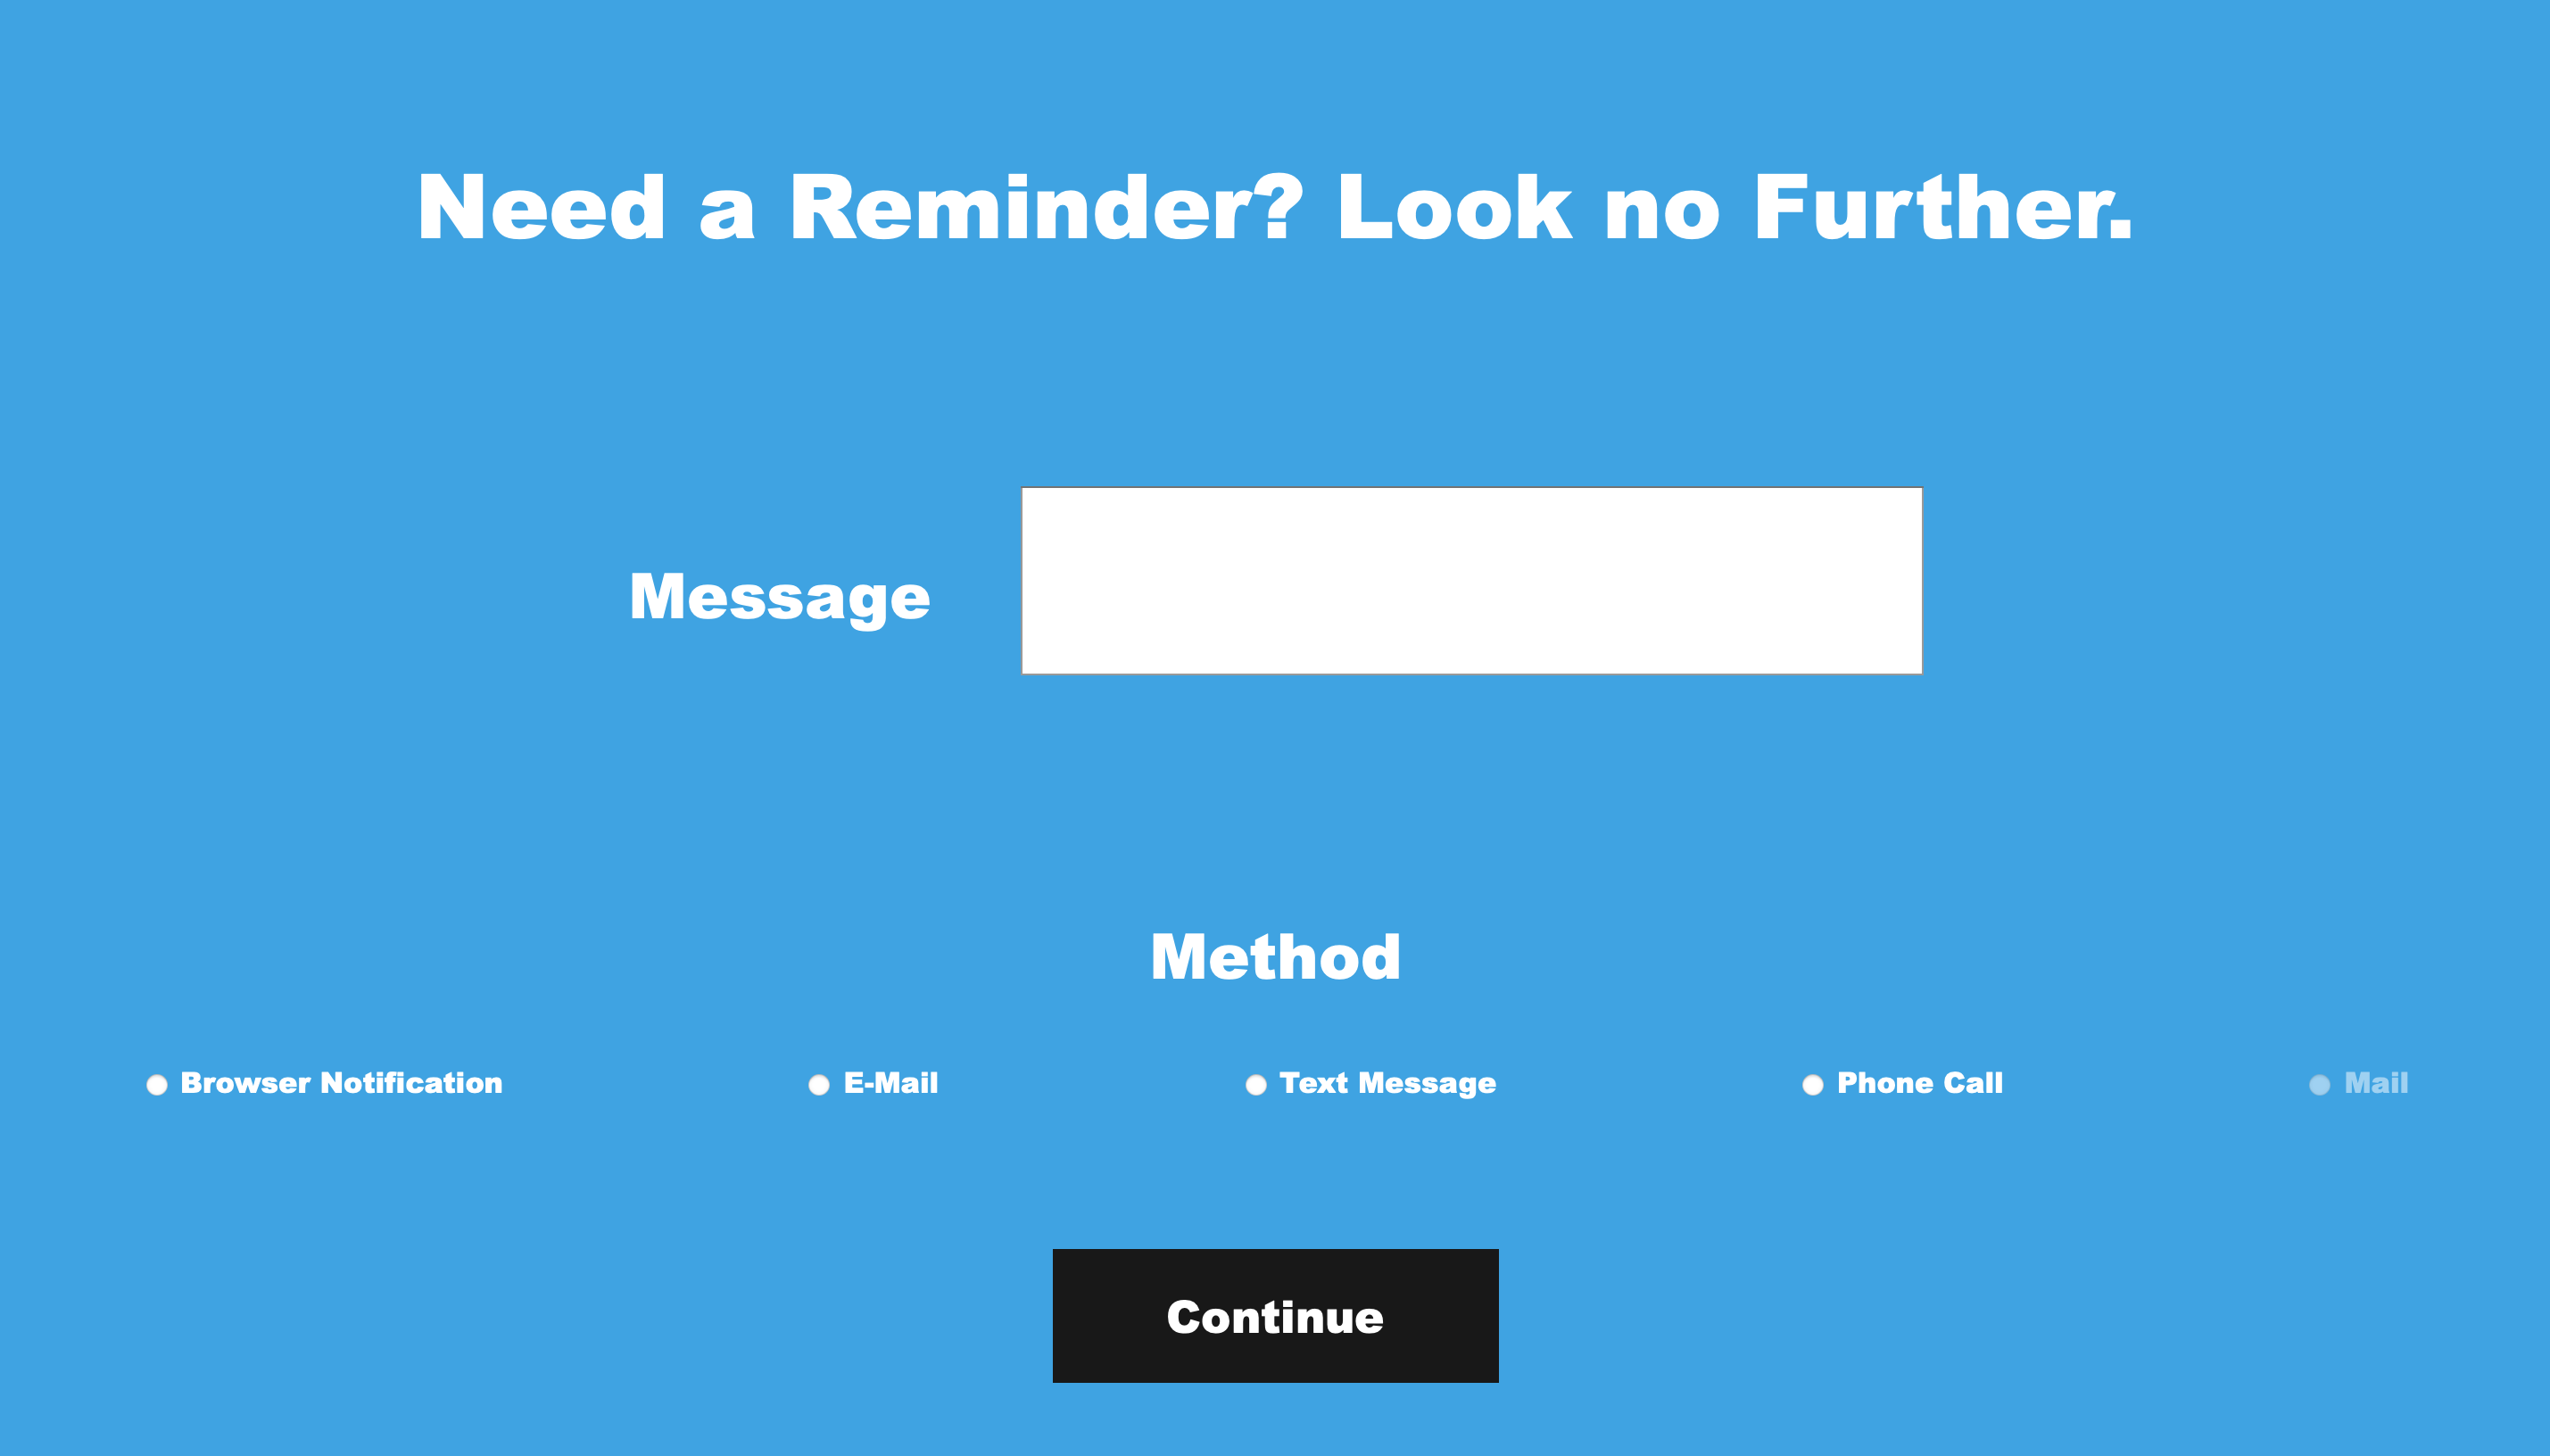 Need a Reminder? Look no Further.
Message
Method
Browser Notification E-Mail Text Message Phone Call Mail
Continue